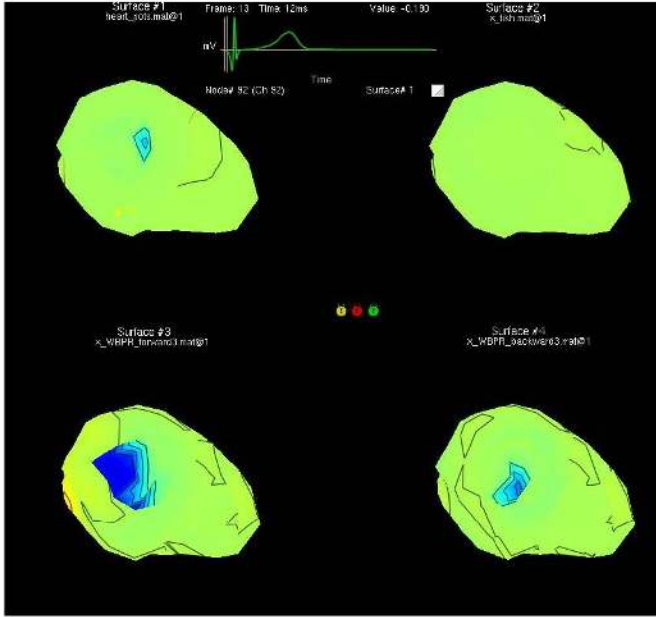 Surface #1
heart_pots.mat@1
Frame: 13 Time: 12ms Value: -0.190
Surface #2
x_tikh.mat@1
mV
Time
Node# 92 (Ch 92) Surface# 1
Surface #3
x_WBPR_forward3.mat@1
Surface #4
x_WBPR_backward3.mat@1